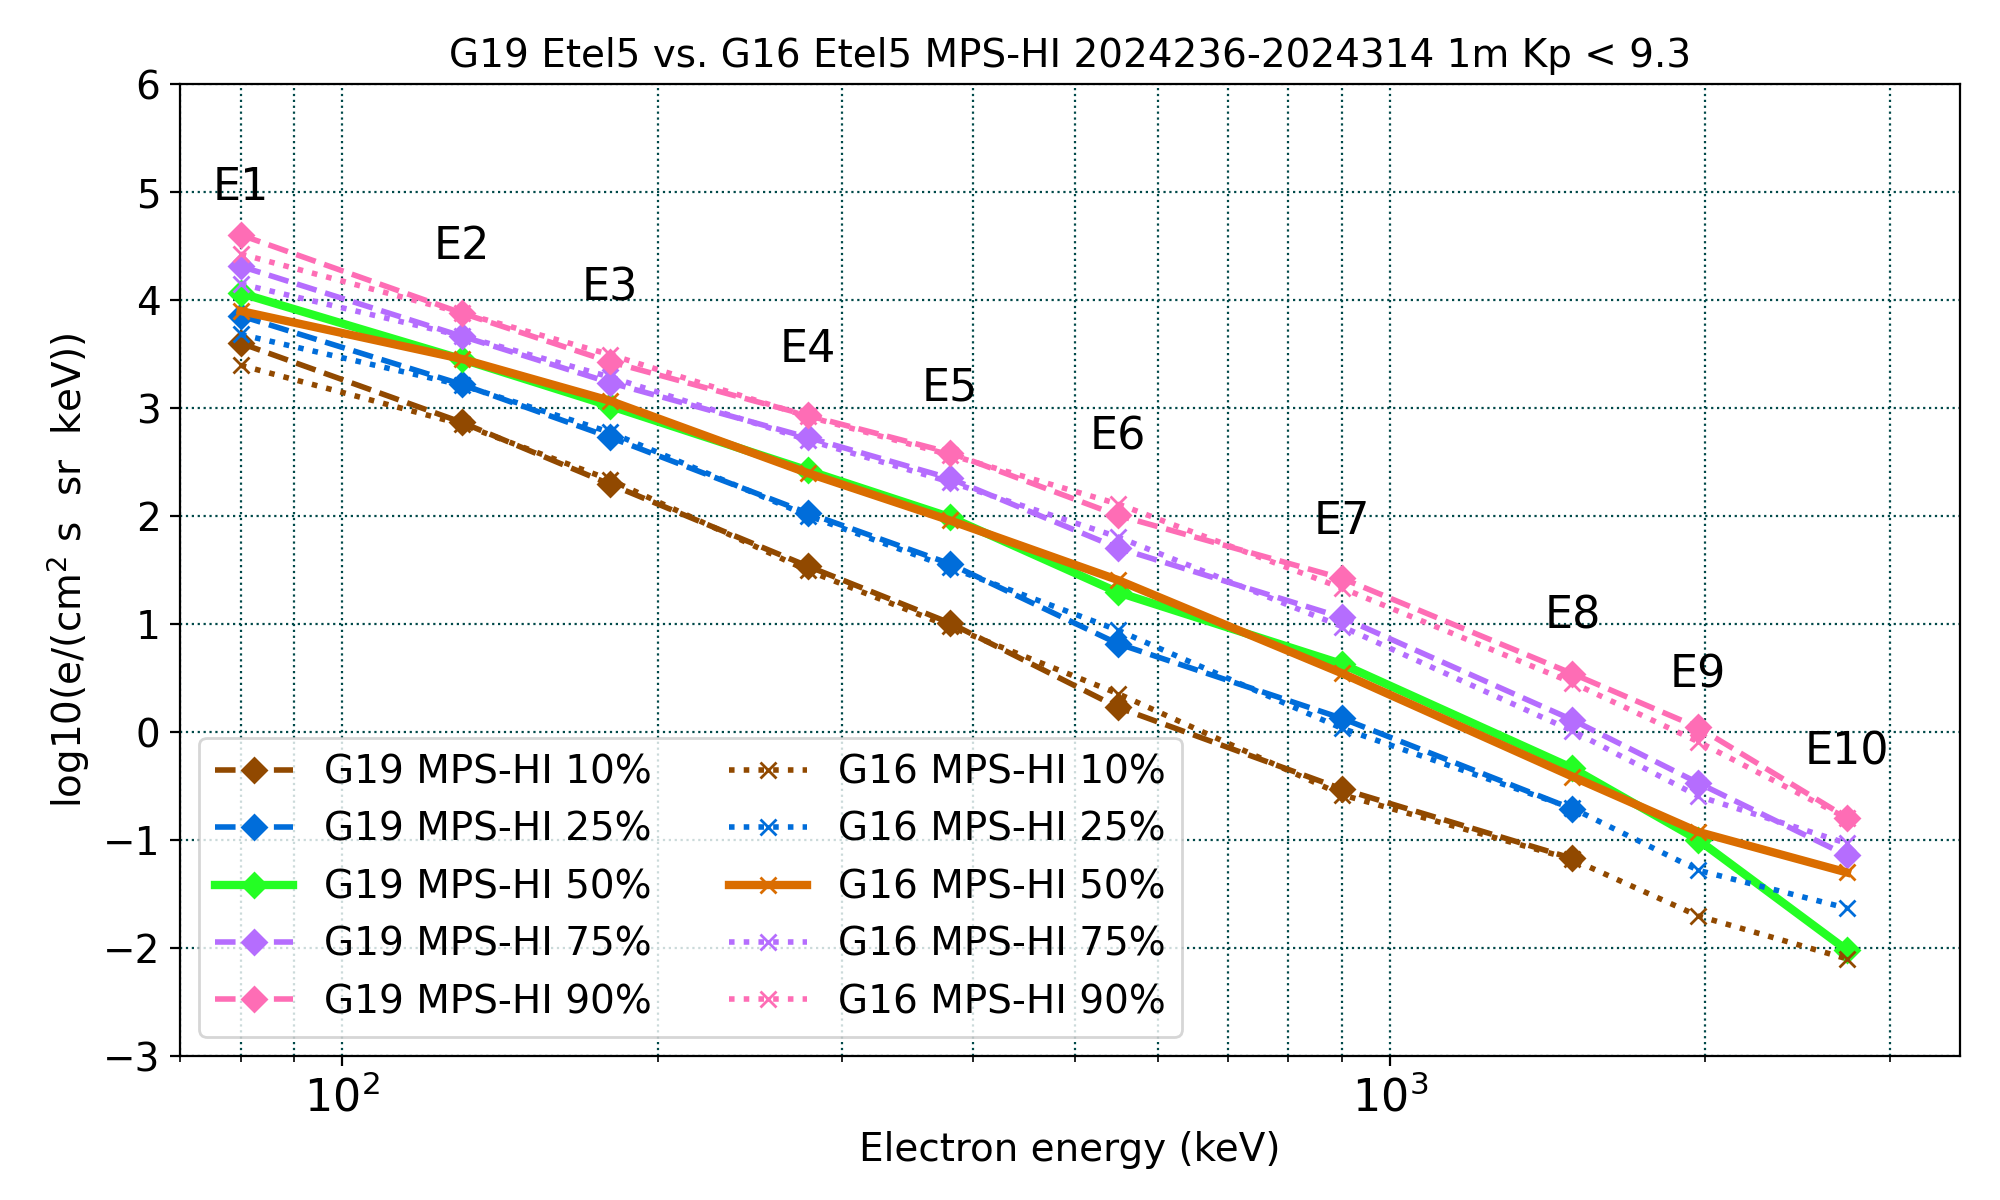 G19 Etel5 vs. G16 Etel5 MPS-HI 2024236-2024314 1m Kp < 9.3
6
5
4
3
2
1
0
−1
−2
−3
log10(e/(cm² s sr keV))
E1
E2
E3
E4
E5
E6
E7
E8
E9
E10
G19 MPS-HI 10%
G19 MPS-HI 25%
G19 MPS-HI 50%
G19 MPS-HI 75%
G19 MPS-HI 90%
G16 MPS-HI 10%
G16 MPS-HI 25%
G16 MPS-HI 50%
G16 MPS-HI 75%
G16 MPS-HI 90%
10²
10³
Electron energy (keV)